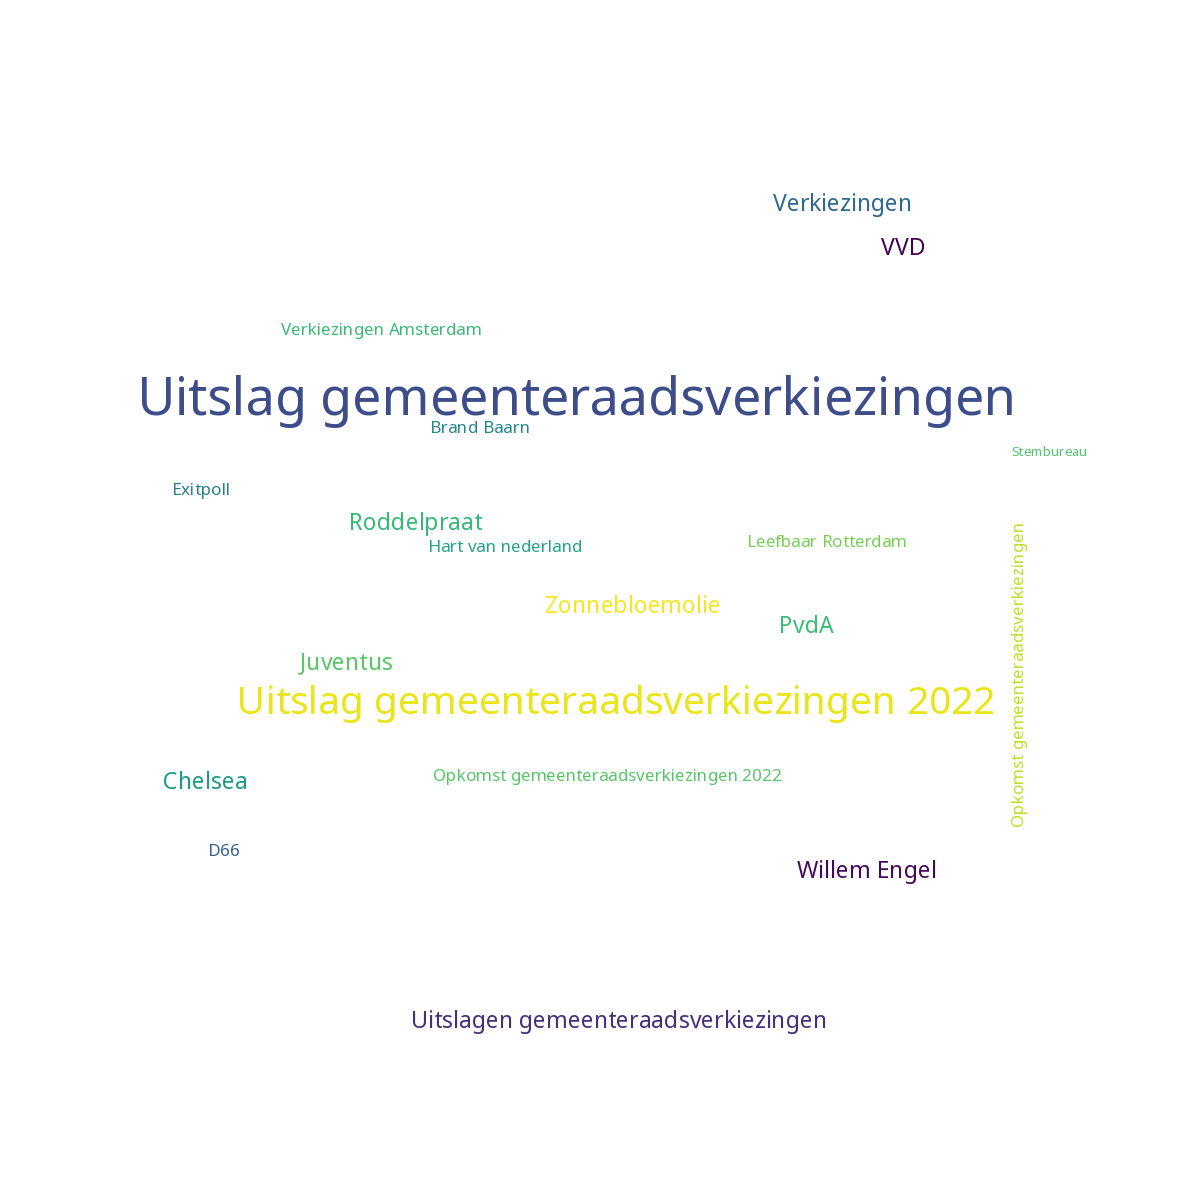 Verkiezingen
VVD
Verkiezingen Amsterdam
Uitslag gemeenteraadsverkiezingen
Brand Baarn
Stembureau
Exitpoll
Roddelpraat
Hart van nederland
Leefbaar Rotterdam
Opkomst gemeenteraadsverkiezingen
Zonnebloemolie
PvdA
Juventus
Uitslag gemeenteraadsverkiezingen 2022
Chelsea
Opkomst gemeenteraadsverkiezingen 2022
D66
Willem Engel
Uitslagen gemeenteraadsverkiezingen